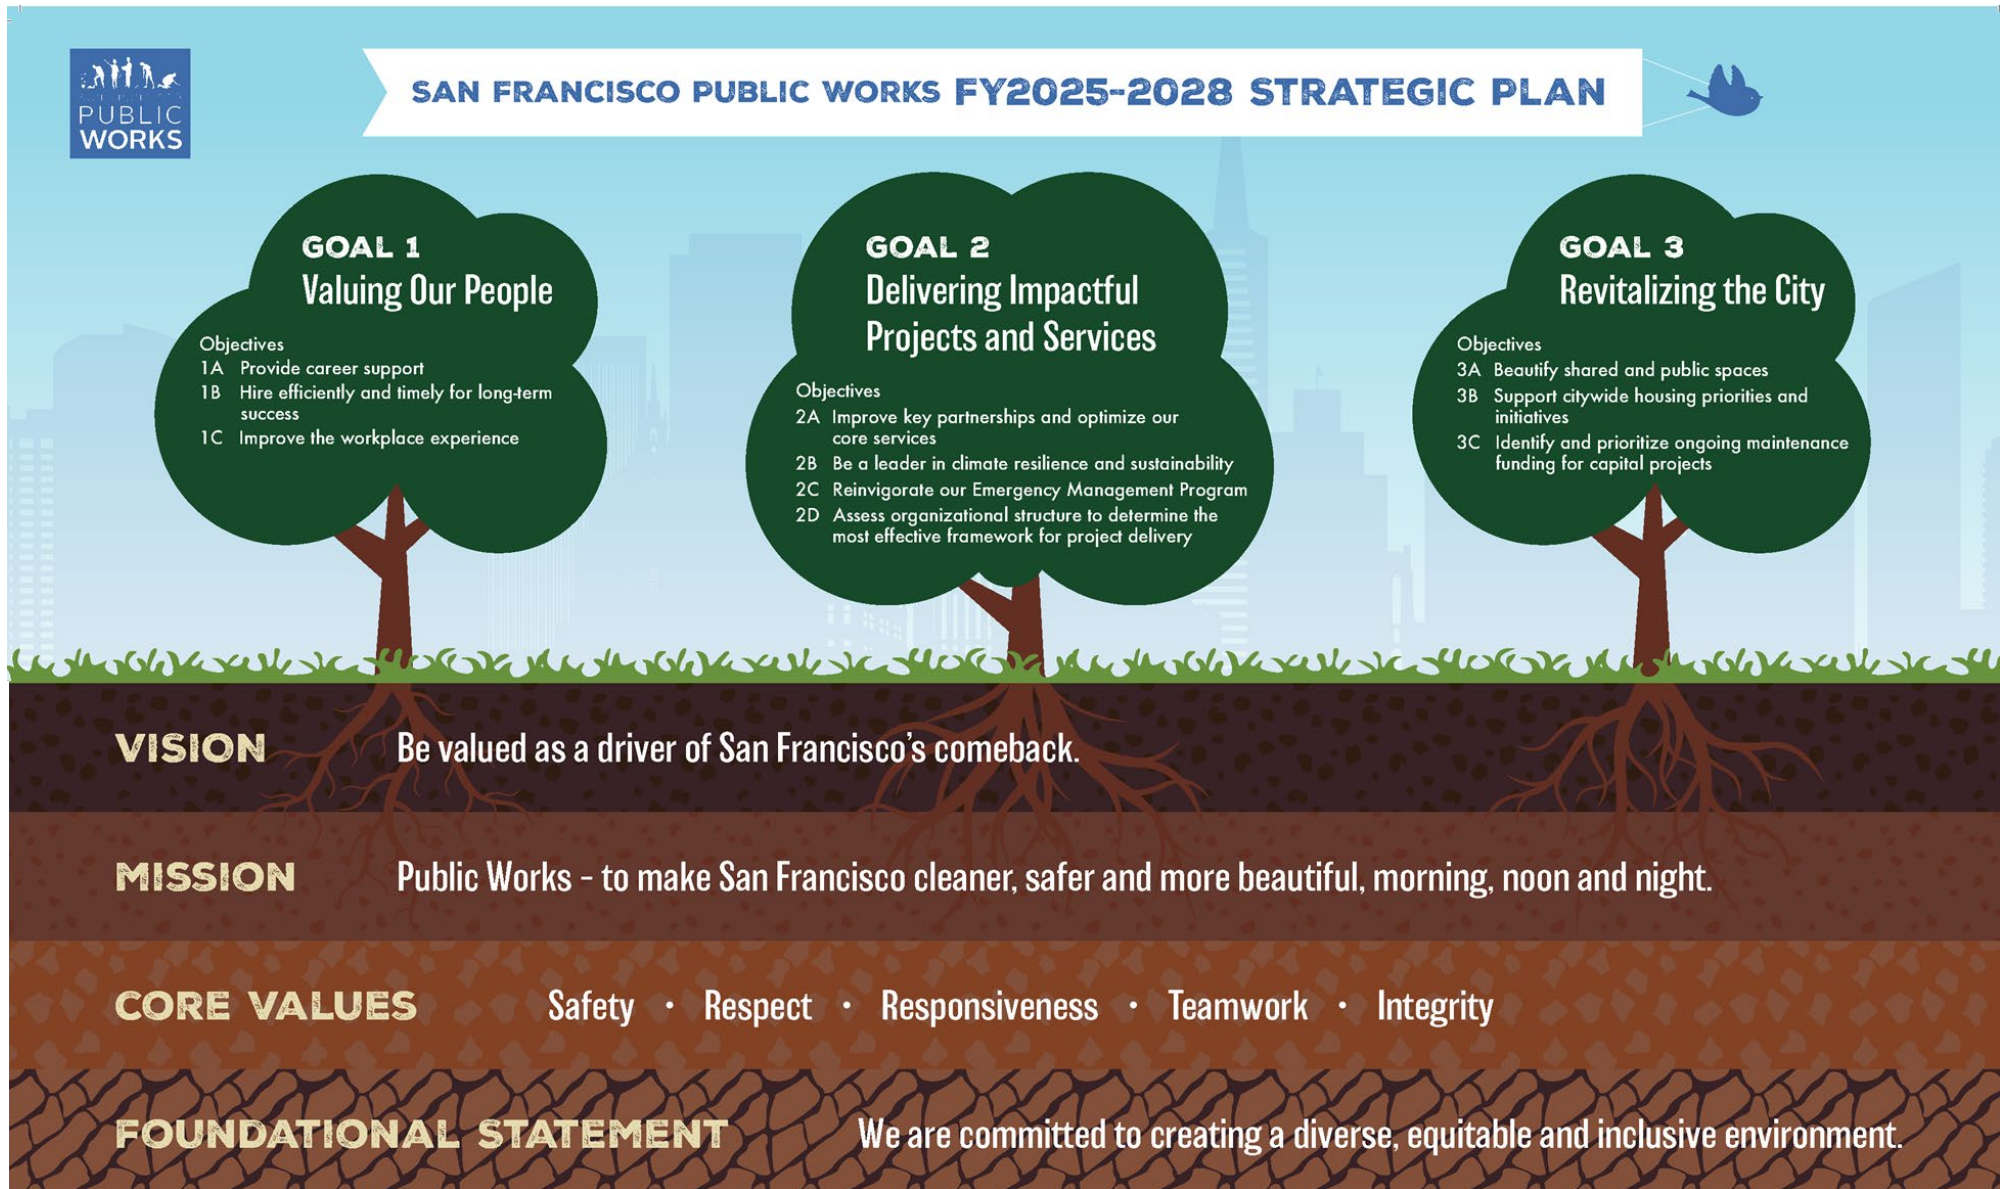 PUBLIC
WORKS
SAN FRANCISCO PUBLIC WORKS FY2025-2028 STRATEGIC PLAN
GOAL 1
Valuing Our People
Objectives
1A Provide career support
1B Hire efficiently and timely for long-term
success
1C Improve the workplace experience
GOAL 2
Delivering Impactful
Projects and Services
Objectives
2A Improve key partnerships and optimize our
core services
2B Be a leader in climate resilience and sustainability
2C Reinvigorate our Emergency Management Program
2D Assess organizational structure to determine the
most effective framework for project delivery
GOAL 3
Revitalizing the City
Objectives
3A Beautify shared and public spaces
3B Support citywide housing priorities and
initiatives
3C Identify and prioritize ongoing maintenance
funding for capital projects
VISION Be valued as a driver of San Francisco's comeback.
MISSION Public Works - to make San Francisco cleaner, safer and more beautiful, morning, noon and night.
CORE VALUES Safety • Respect • Responsiveness • Teamwork • Integrity
FOUNDATIONAL STATEMENT We are committed to creating a diverse, equitable and inclusive environment.